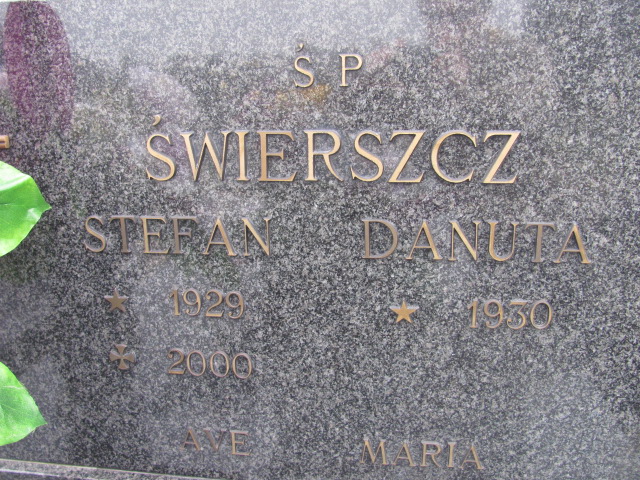 Ś P
ŚWIERSZCZ
STEFAN DANUTA
★ 1929 ★ 1930
✠ 2000
AVE MARIA